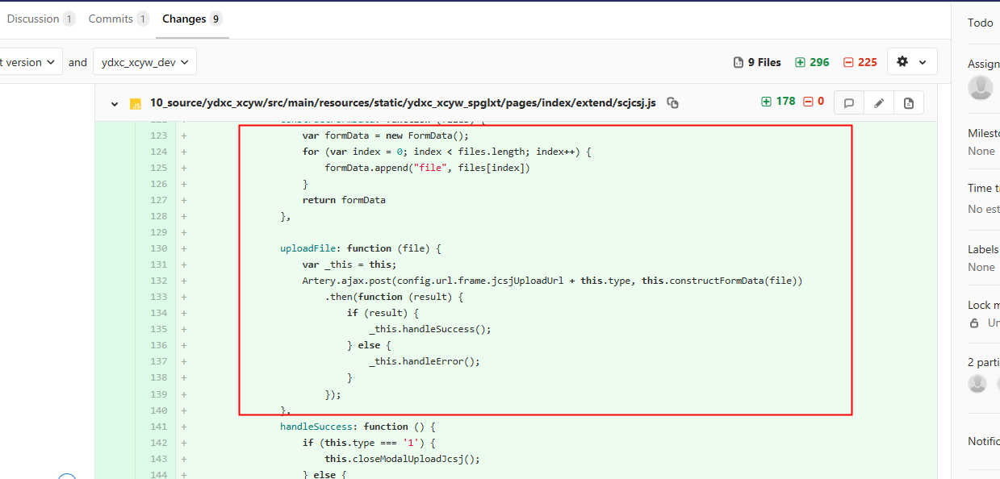 Discussion 1 Commits 1 Changes 9
Todo
t version and ydxc_xcyw_dev 9 Files 296 225
Assign
10_source/ydxc_xcyw/src/main/resources/static/ydxc_xcyw_spglxt/pages/index/extend/scjcsj.js 178 0
123 + var formData = new FormData();
124 + for (var index = 0; index < files.length; index++) {
125 + formData.append("file", files[index])
126 + }
127 + return formData
128 + },
129 +
130 + uploadFile: function (file) {
131 + var _this = this;
132 + Artery.ajax.post(config.url.frame.jcsjUploadUrl + this.type, this.constructFormData(file))
133 + .then(function (result) {
134 + if (result) {
135 + _this.handleSuccess();
136 + } else {
137 + _this.handleError();
138 + }
139 + });
140 + },
141 + handleSuccess: function () {
142 + if (this.type === '1') {
143 + this.closeModalUploadJcsj();
144 + } else {
Milesto
None
Time t
No est
Labels
None
Lock m
Un
2 parti
Notific